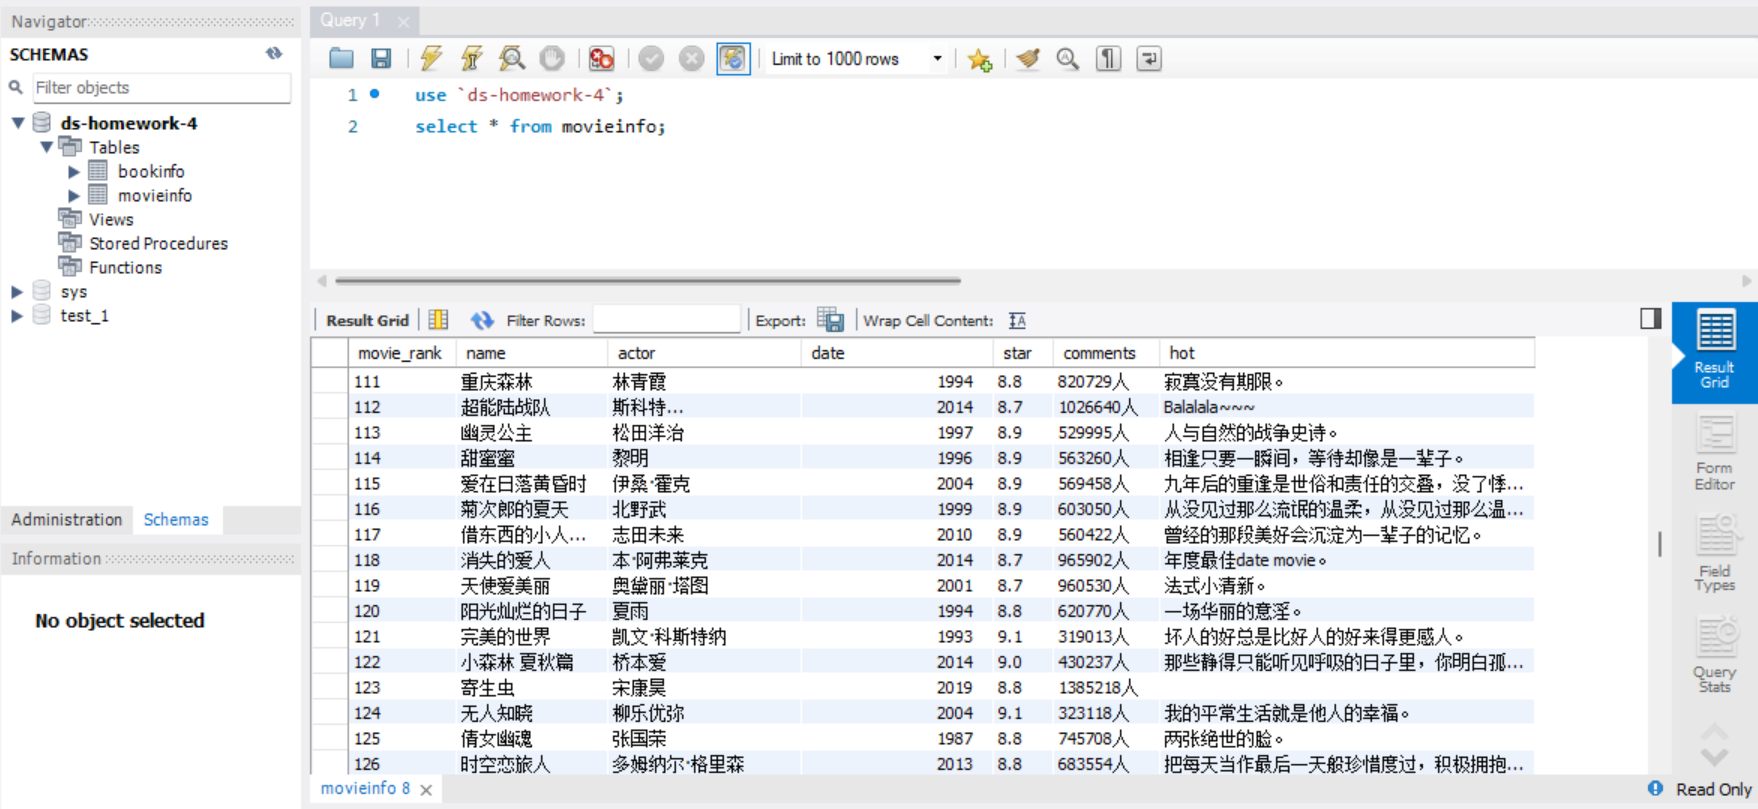 Navigator
SCHEMAS
Filter objects
ds-homework-4
Tables
bookinfo
movieinfo
Views
Stored Procedures
Functions
sys
test_1
Administration Schemas
Information
No object selected
Query 1
Limit to 1000 rows
1 use `ds-homework-4`;
2 select * from movieinfo;
Result Grid Filter Rows: Export: Wrap Cell Content:
movie_rank name actor date star comments hot
111 重庆森林 林青霞 1994 8.8 820729人 寂寞没有期限。
112 超能陆战队 斯科特... 2014 8.7 1026640人 Balalala~~~
113 幽灵公主 松田洋治 1997 8.9 529995人 人与自然的战争史诗。
114 甜蜜蜜 黎明 1996 8.9 563260人 相逢只要一瞬间，等待却像是一辈子。
115 爱在日落黄昏时 伊桑·霍克 2004 8.9 569458人 九年后的重逢是世俗和责任的交叠，没了悸...
116 菊次郎的夏天 北野武 1999 8.9 603050人 从没见过那么流氓的温柔，从没见过那么温...
117 借东西的小人... 志田未来 2010 8.9 560422人 曾经的那段美好会沉淀为一辈子的记忆。
118 消失的爱人 本·阿弗莱克 2014 8.7 965902人 年度最佳date movie。
119 天使爱美丽 奥黛丽·塔图 2001 8.7 960530人 法式小清新。
120 阳光灿烂的日子 夏雨 1994 8.8 620770人 一场华丽的意淫。
121 完美的世界 凯文·科斯特纳 1993 9.1 319013人 坏人的好总是比好人的好来得更感人。
122 小森林 夏秋篇 桥本爱 2014 9.0 430237人 那些静得只能听见呼吸的日子里，你明白孤...
123 寄生虫 宋康昊 2019 8.8 1385218人
124 无人知晓 柳乐优弥 2004 9.1 323118人 我的平常生活就是他人的幸福。
125 倩女幽魂 张国荣 1987 8.8 745708人 两张绝世的脸。
126 时空恋旅人 多姆纳尔·格里森 2013 8.8 683554人 把每天当作最后一天般珍惜度过，积极拥抱...
movieinfo 8
Result
Grid
Form
Editor
Field
Types
Query
Stats
Read Only